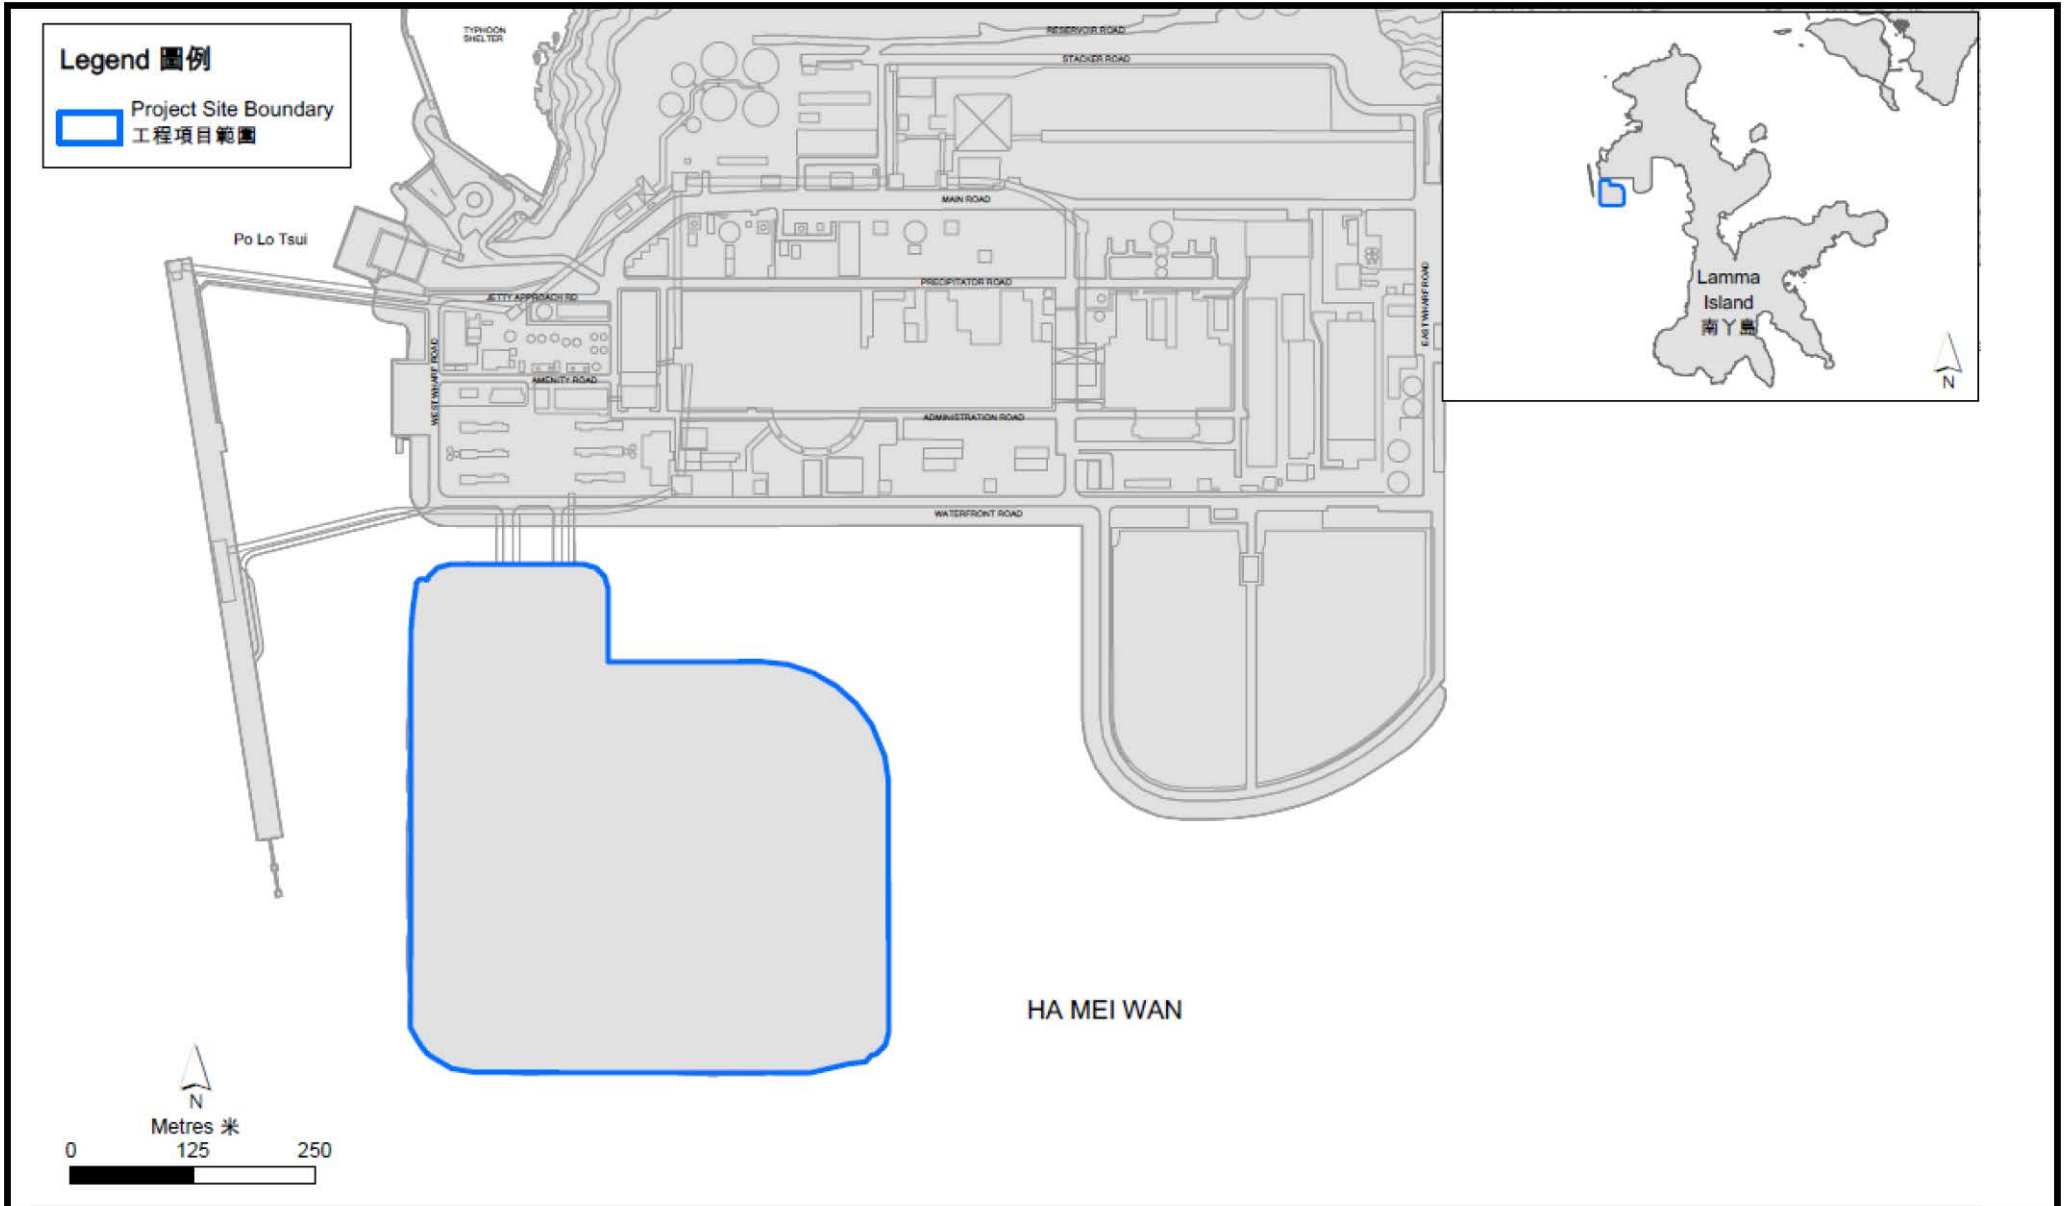 Legend 圖例
Project Site Boundary
工程項目範圍
TYPHOON
SHELTER
RESERVOIR ROAD
STACKER ROAD
MAIN ROAD
Po Lo Tsui
PRECIPITATOR ROAD
JETTY APPROACH RD
WEST WHARF ROAD
EAST WHARF ROAD
AMENITY ROAD
ADMINISTRATION ROAD
WATERFRONT ROAD
Lamma
Island
南丫島
N
HA MEI WAN
N
Metres 米
0 125 250